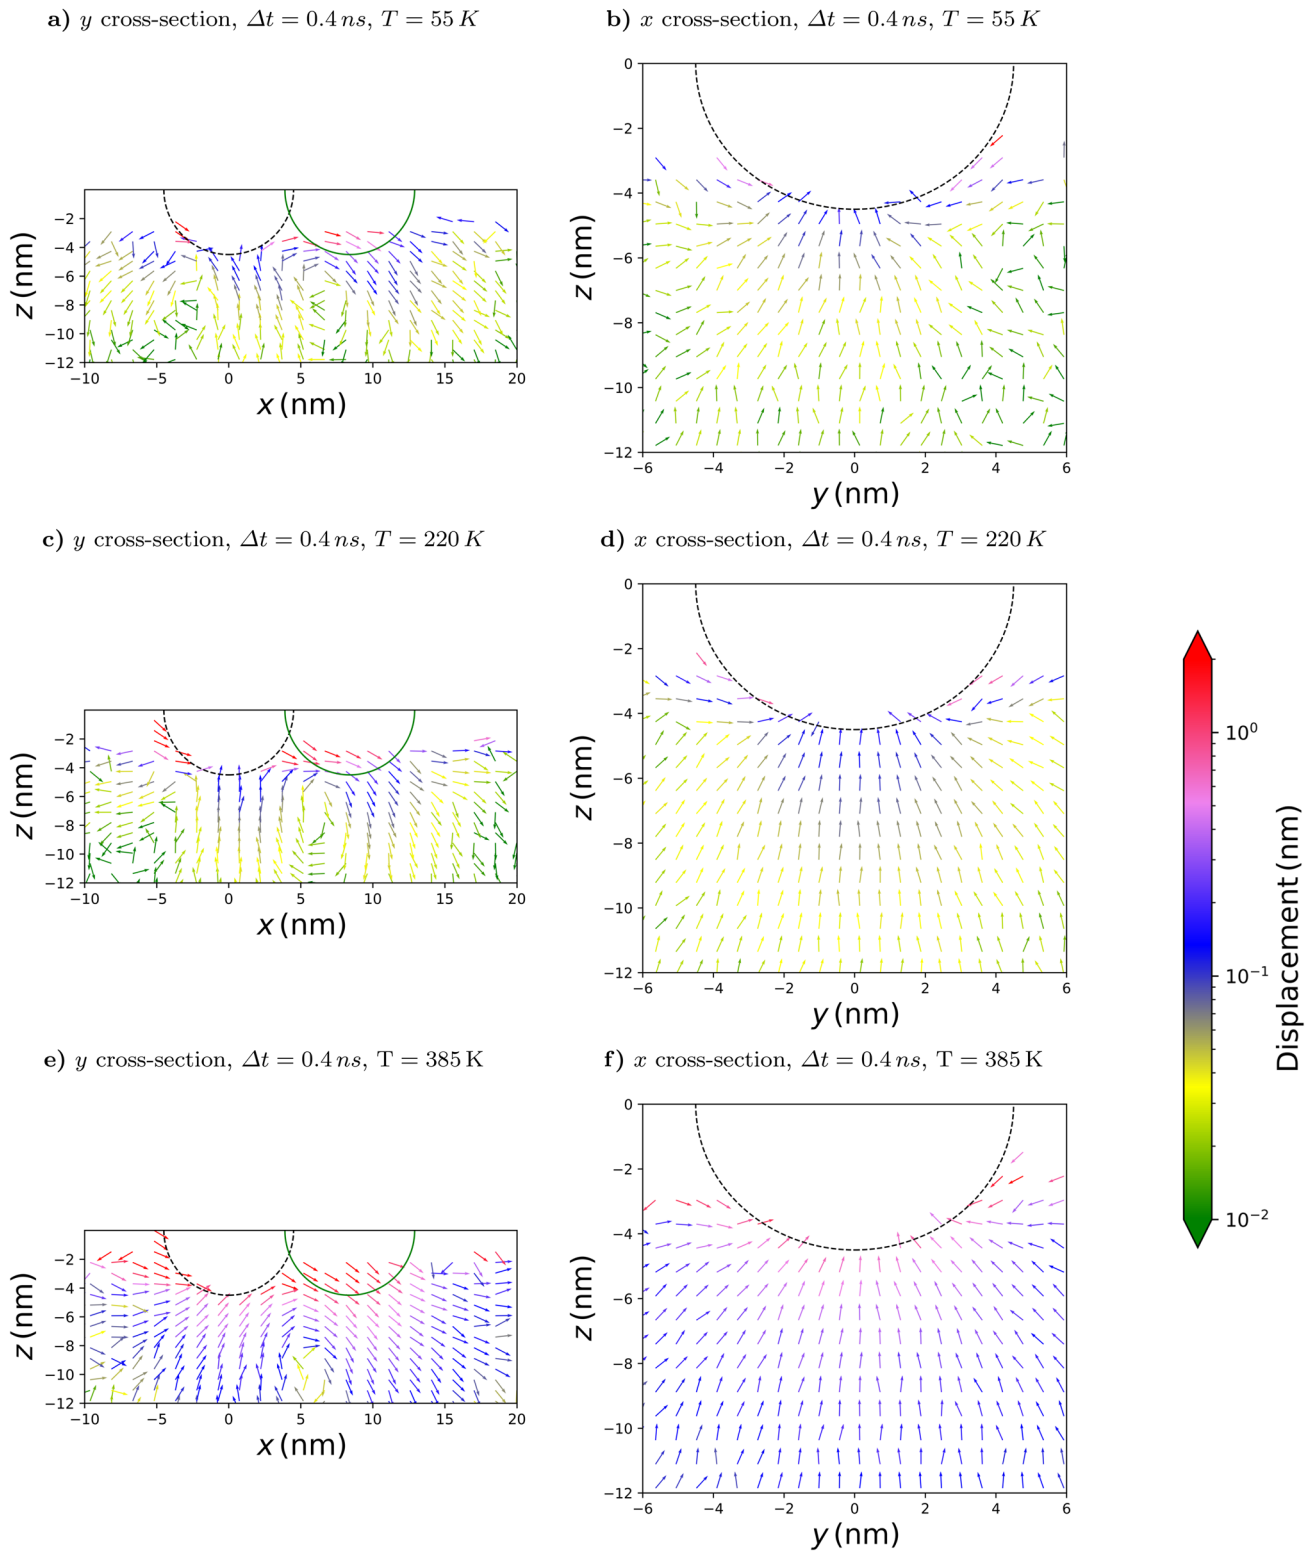 a) y cross-section, Δt = 0.4 ns, T = 55 K
b) x cross-section, Δt = 0.4 ns, T = 55 K
−2
−4
−6
−8
−10
−12
z (nm)
−10 −5 0 5 10 15 20
x (nm)
0
−2
−4
−6
−8
−10
−12
z (nm)
−6 −4 −2 0 2 4 6
y (nm)
c) y cross-section, Δt = 0.4 ns, T = 220 K
d) x cross-section, Δt = 0.4 ns, T = 220 K
−2
−4
−6
−8
−10
−12
z (nm)
−10 −5 0 5 10 15 20
x (nm)
0
−2
−4
−6
−8
−10
−12
z (nm)
−6 −4 −2 0 2 4 6
y (nm)
e) y cross-section, Δt = 0.4 ns, T = 385 K
f) x cross-section, Δt = 0.4 ns, T = 385 K
−2
−4
−6
−8
−10
−12
z (nm)
−10 −5 0 5 10 15 20
x (nm)
0
−2
−4
−6
−8
−10
−12
z (nm)
−6 −4 −2 0 2 4 6
y (nm)
10⁰
10⁻¹
10⁻²
Displacement (nm)